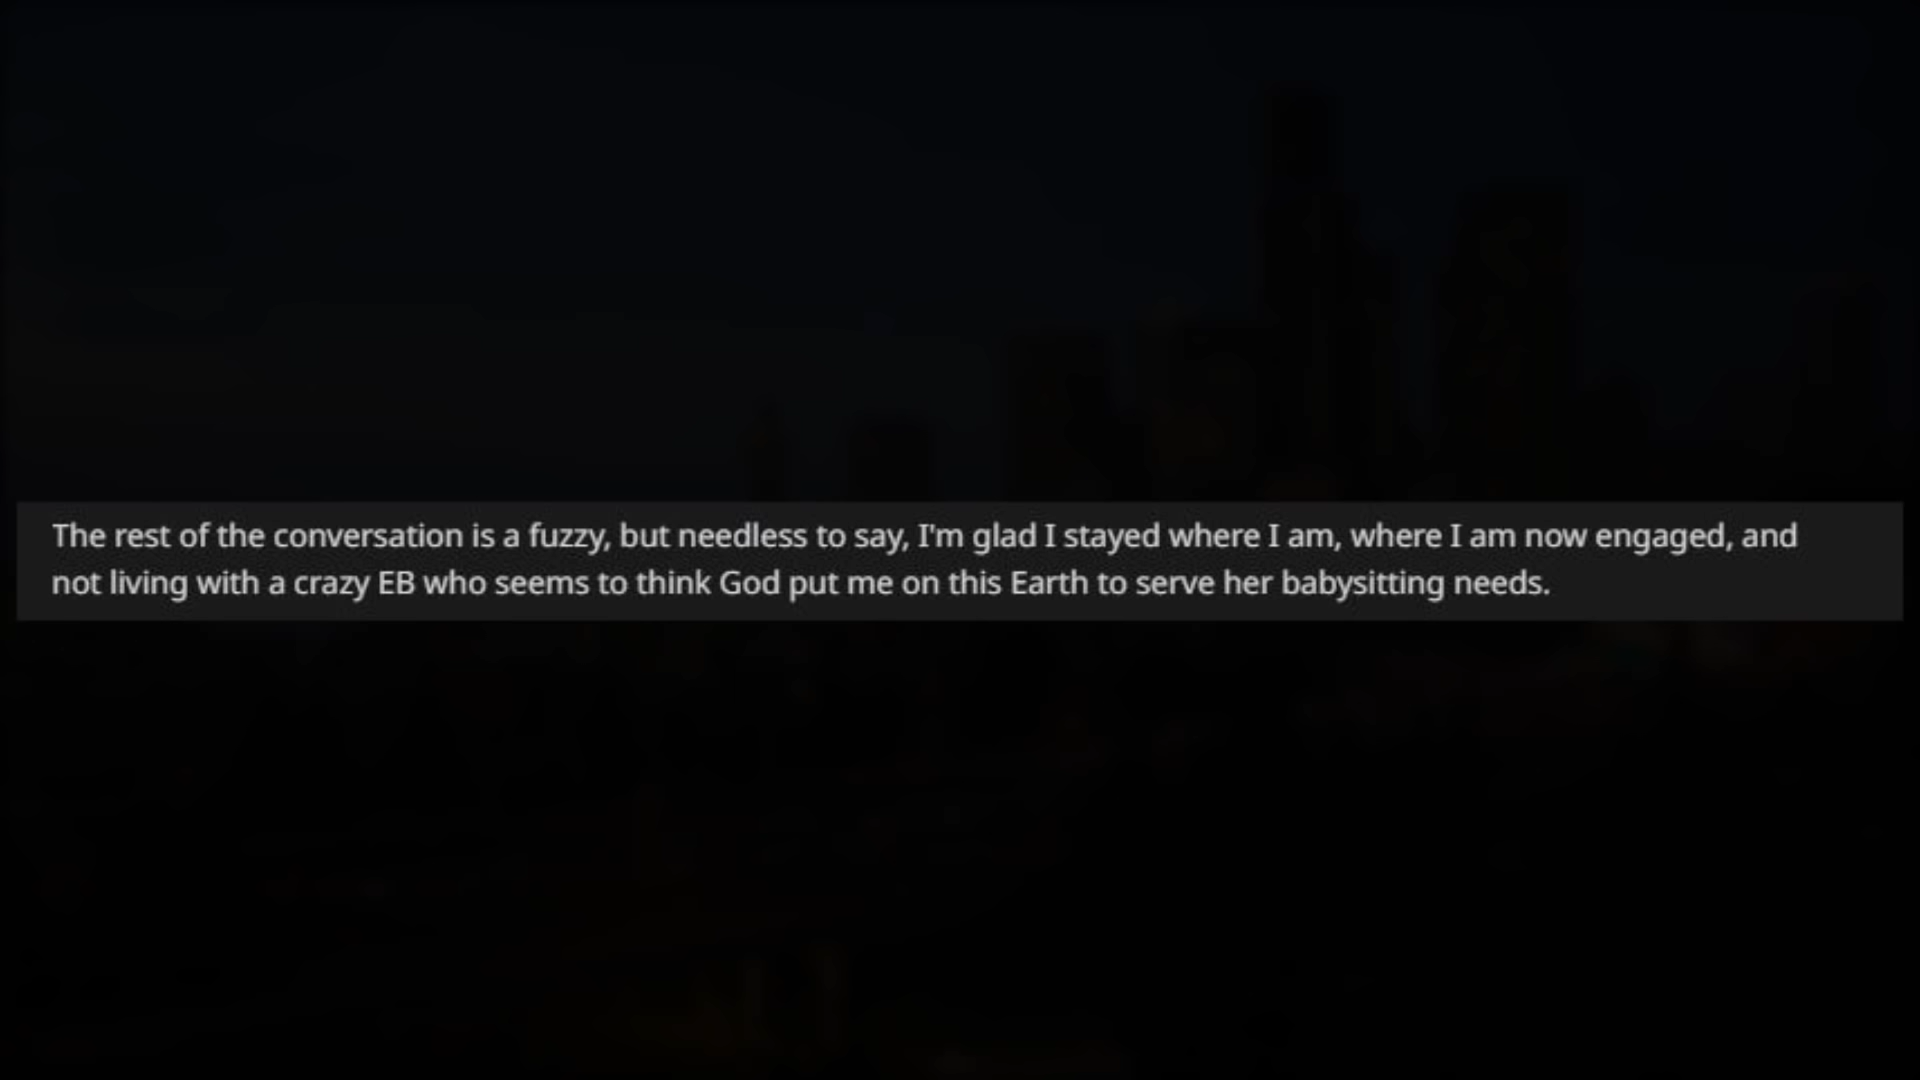 The rest of the conversation is a fuzzy, but needless to say, I'm glad I stayed where I am, where I am now engaged, and
not living with a crazy EB who seems to think God put me on this Earth to serve her babysitting needs.